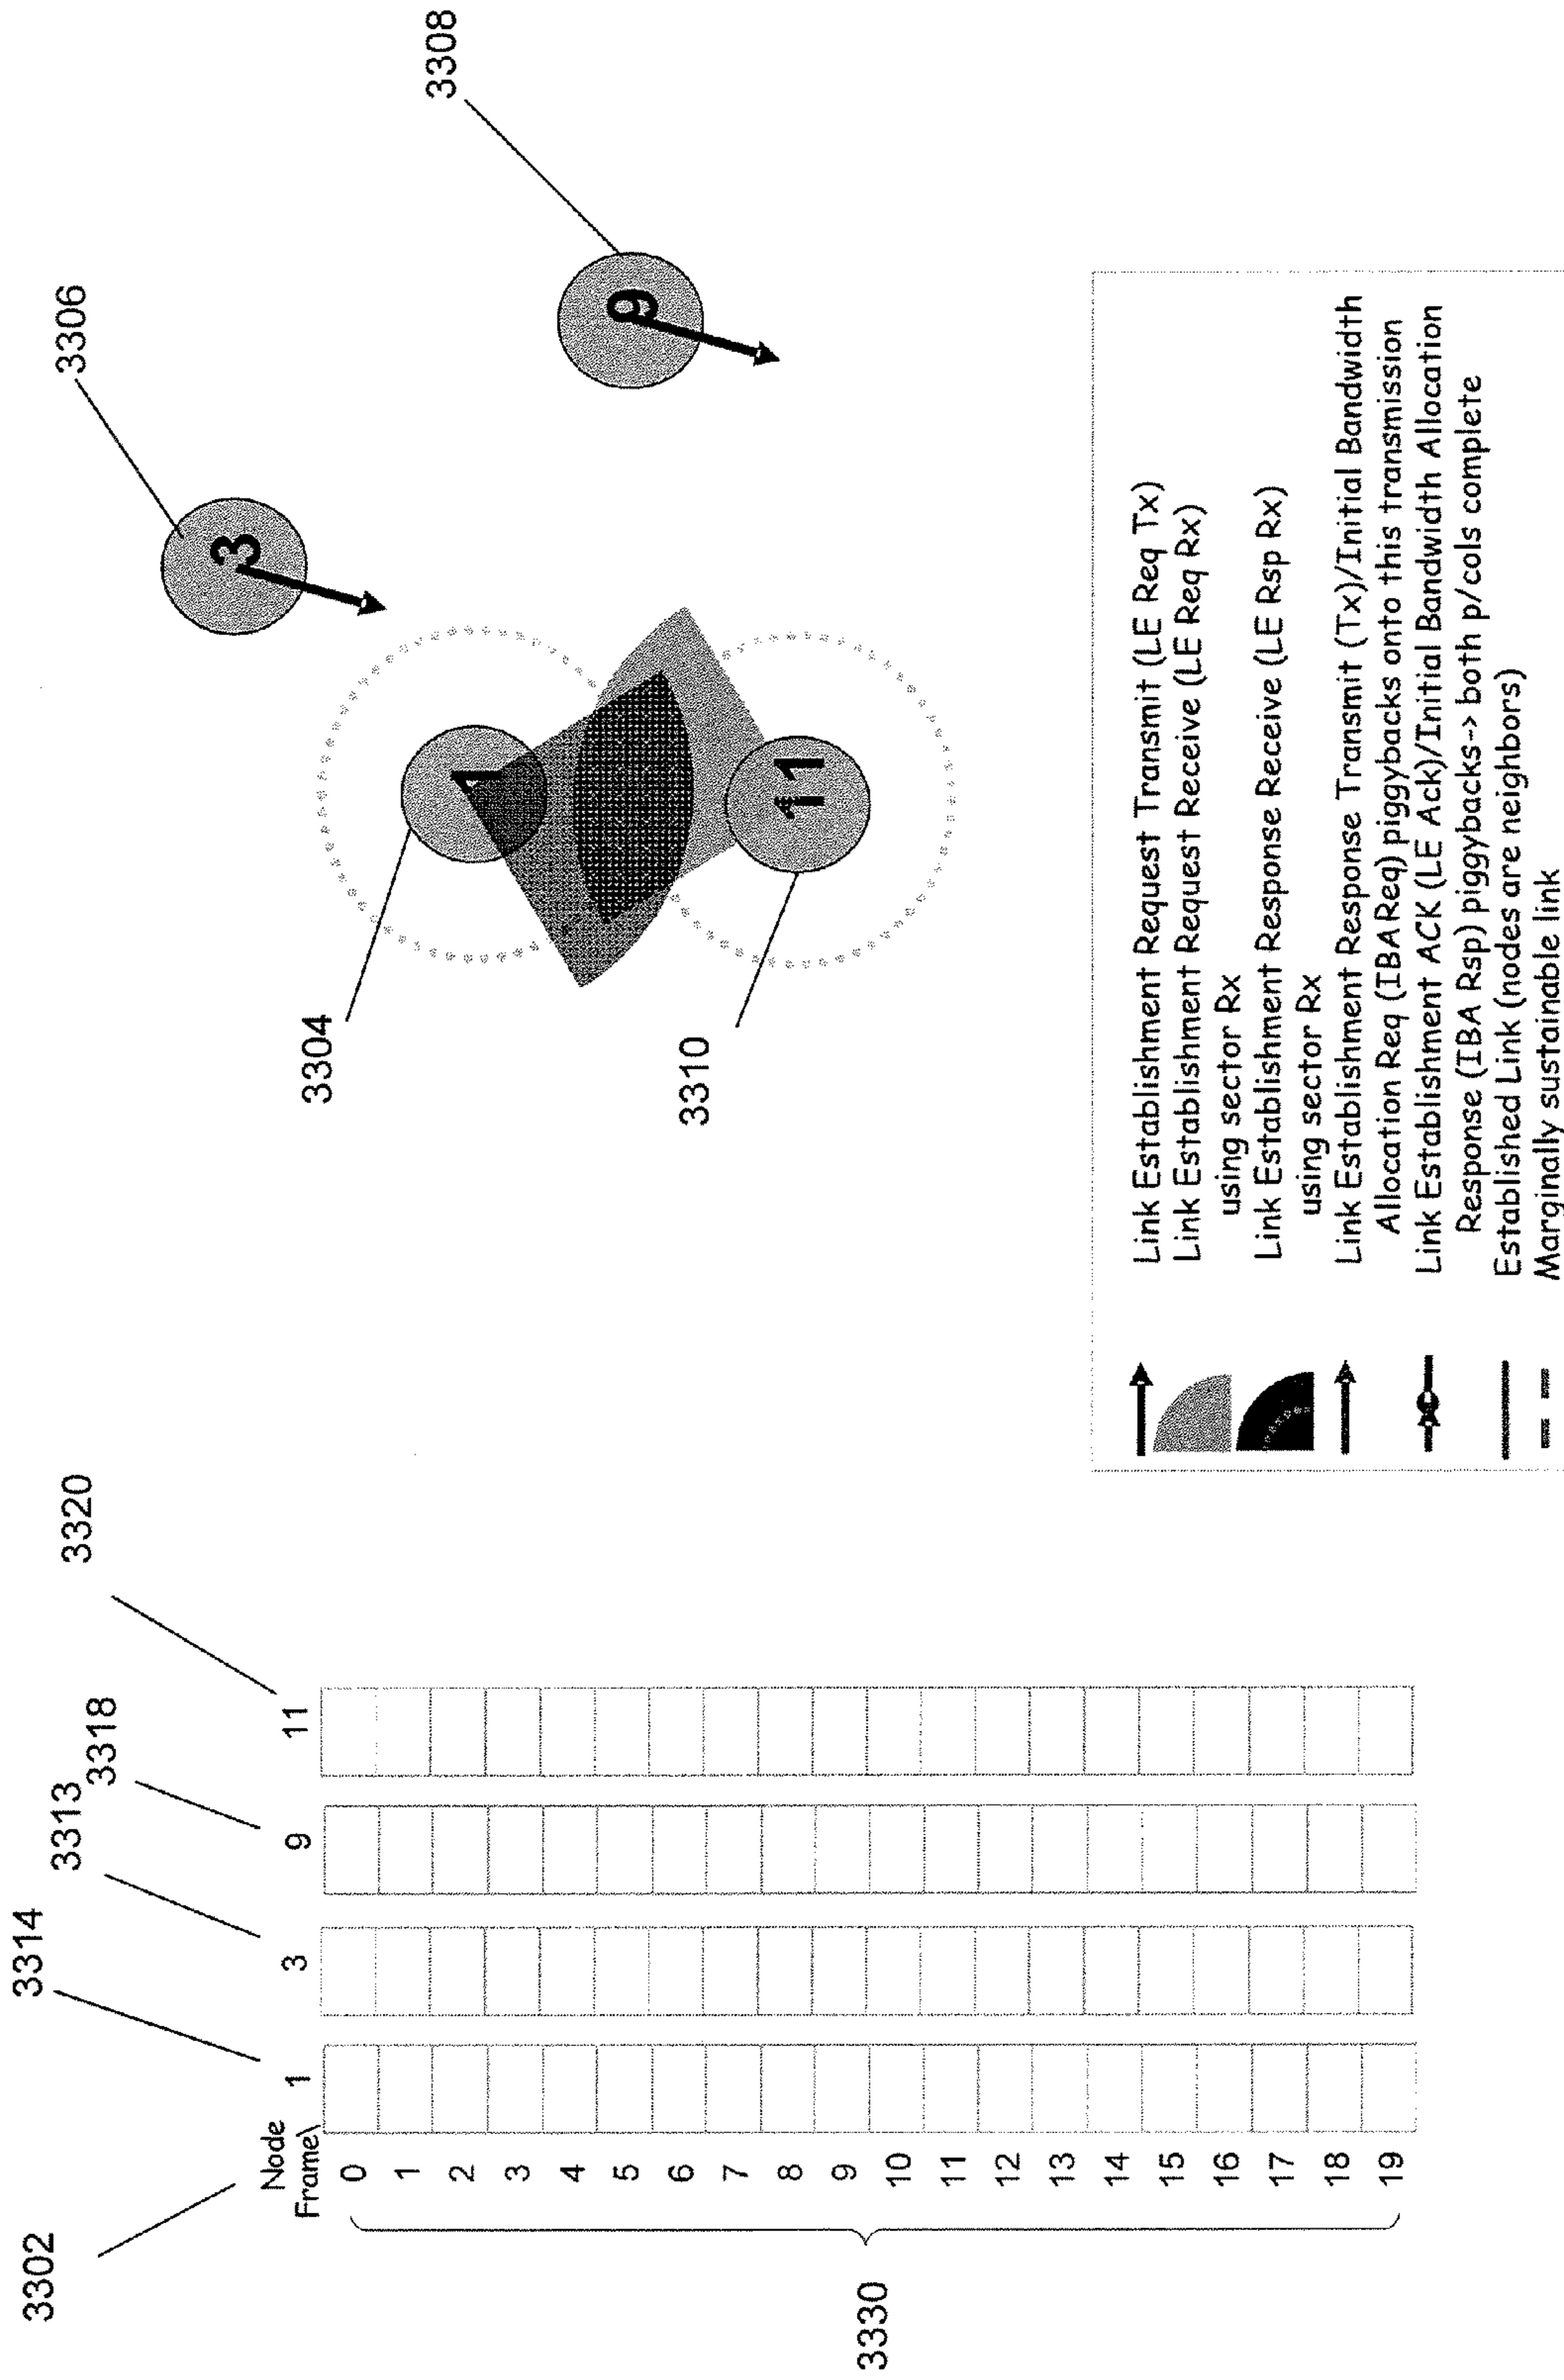 3302
3314
3313
3318
3320
Node
Frame\
1
3
9
11
0
1
2
3
4
5
6
7
8
9
10
11
12
13
14
15
16
17
18
19
3330
3304
3306
3308
3310
1
3
9
11
Link Establishment Request Transmit (LE Req Tx)
Link Establishment Request Receive (LE Req Rx)
using sector Rx
Link Establishment Response Receive (LE Rsp Rx)
using sector Rx
Link Establishment Response Transmit (Tx)/Initial Bandwidth
Allocation Req (IBA Req) piggybacks onto this transmission
Link Establishment ACK (LE Ack)/Initial Bandwidth Allocation
Response (IBA Rsp) piggybacks-> both p/cols complete
Established Link (nodes are neighbors)
Marginally sustainable link